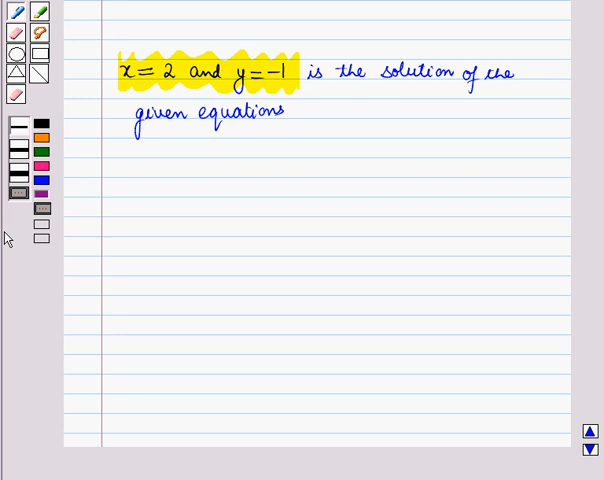 x = 2 and y = -1 is the solution of the
given equations